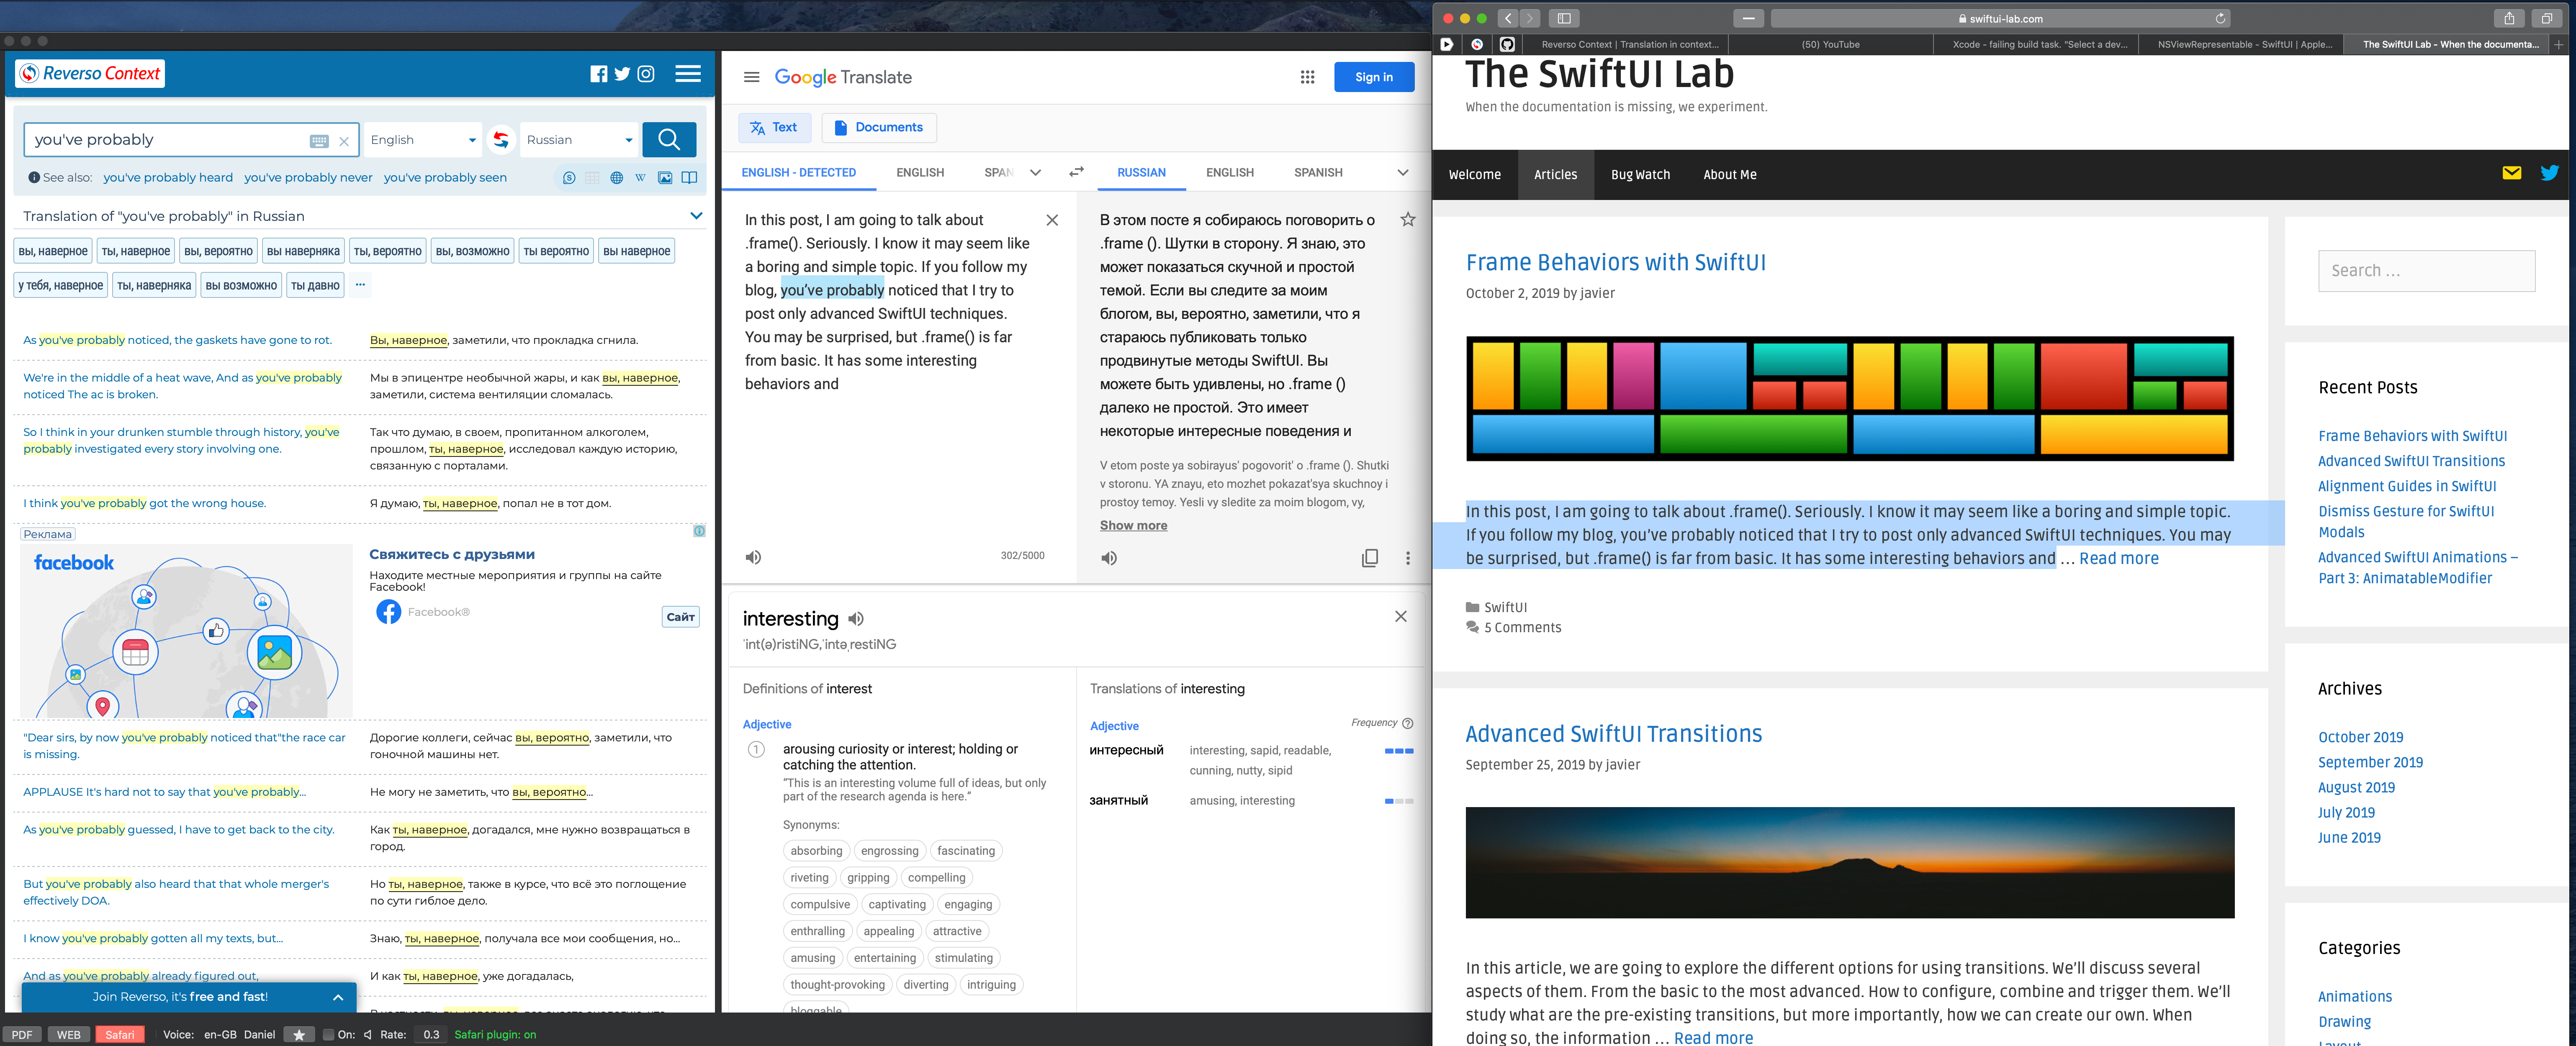 Reverso Context
you've probably
English
Russian
See also: you've probably heard you've probably never you've probably seen
Translation of "you've probably" in Russian
вы, наверное
ты, наверное
вы, вероятно
вы наверняка
ты, вероятно
вы, возможно
ты вероятно
вы наверное
у тебя, наверное
ты, наверняка
вы возможно
ты давно
...
As you've probably noticed, the gaskets have gone to rot.
Вы, наверное, заметили, что прокладка сгнила.
We're in the middle of a heat wave, And as you've probably
noticed The ac is broken.
Мы в эпицентре необычной жары, и как вы, наверное,
заметили, система вентиляции сломалась.
So I think in your drunken stumble through history, you've
probably investigated every story involving one.
Так что думаю, в своем, пропитанном алкоголем,
прошлом, ты, наверное, исследовал каждую историю,
связанную с порталами.
I think you've probably got the wrong house.
Я думаю, ты, наверное, попал не в тот дом.
Реклама
facebook
Свяжитесь с друзьями
Находите местные мероприятия и группы на сайте
Facebook!
Facebook®
Сайт
"Dear sirs, by now you've probably noticed that"the race car
is missing.
Дорогие коллеги, сейчас вы, вероятно, заметили, что
гоночной машины нет.
APPLAUSE It's hard not to say that you've probably...
Не могу не заметить, что вы, вероятно...
As you've probably guessed, I have to get back to the city.
Как ты, наверное, догадался, мне нужно возвращаться в
город.
But you've probably also heard that that whole merger's
effectively DOA.
Но ты, наверное, также в курсе, что всё это поглощение
по сути гиблое дело.
I know you've probably gotten all my texts, but...
Знаю, ты, наверное, получала все мои сообщения, но...
And as you've probably already figured out,
И как ты, наверное, уже догадалась,
Join Reverso, it's free and fast!
PDF
WEB
Safari
Voice: en-GB Daniel
On:
Rate: 0.3
Safari plugin: on
Google Translate
Sign in
Text
Documents
ENGLISH - DETECTED
ENGLISH
SPAN
RUSSIAN
ENGLISH
SPANISH
In this post, I am going to talk about
.frame(). Seriously. I know it may seem like
a boring and simple topic. If you follow my
blog, you’ve probably noticed that I try to
post only advanced SwiftUI techniques.
You may be surprised, but .frame() is far
from basic. It has some interesting
behaviors and
302/5000
В этом посте я собираюсь поговорить о
.frame (). Шутки в сторону. Я знаю, это
может показаться скучной и простой
темой. Если вы следите за моим
блогом, вы, вероятно, заметили, что я
стараюсь публиковать только
продвинутые методы SwiftUI. Вы
можете быть удивлены, но .frame ()
далеко не простой. Это имеет
некоторые интересные поведения и
V etom poste ya sobirayus' pogovorit' o .frame (). Shutki
v storonu. YA znayu, eto mozhet pokazat'sya skuchnoy i
prostoy temoy. Yesli vy sledite za moim blogom, vy,
Show more
interesting
ˈint(ə)ristiNG,ˈintəˌrestiNG
Definitions of interest
Adjective
1
arousing curiosity or interest; holding or
catching the attention.
“This is an interesting volume full of ideas, but only
part of the research agenda is here.”
Synonyms:
absorbing
engrossing
fascinating
riveting
gripping
compelling
compulsive
captivating
engaging
enthralling
appealing
attractive
amusing
entertaining
stimulating
thought-provoking
diverting
intriguing
bloggable
Translations of interesting
Adjective
Frequency
интересный
interesting, sapid, readable,
cunning, nutty, sipid
занятный
amusing, interesting
swiftui-lab.com
Reverso Context | Translation in context...
(50) YouTube
Xcode - failing build task. "Select a dev...
NSViewRepresentable - SwiftUI | Apple...
The SwiftUI Lab - When the documenta...
The SwiftUI Lab
When the documentation is missing, we experiment.
Welcome
Articles
Bug Watch
About Me
Frame Behaviors with SwiftUI
October 2, 2019 by javier
In this post, I am going to talk about .frame(). Seriously. I know it may seem like a boring and simple topic.
If you follow my blog, you’ve probably noticed that I try to post only advanced SwiftUI techniques. You may
be surprised, but .frame() is far from basic. It has some interesting behaviors and … Read more
SwiftUI
5 Comments
Advanced SwiftUI Transitions
September 25, 2019 by javier
In this article, we are going to explore the different options for using transitions. We’ll discuss several
aspects of them. From the basic to the most advanced. How to configure, combine and trigger them. We’ll
study what are the pre-existing transitions, but more importantly, how we can create our own. When
doing so, the information … Read more
Search …
Recent Posts
Frame Behaviors with SwiftUI
Advanced SwiftUI Transitions
Alignment Guides in SwiftUI
Dismiss Gesture for SwiftUI
Modals
Advanced SwiftUI Animations –
Part 3: AnimatableModifier
Archives
October 2019
September 2019
August 2019
July 2019
June 2019
Categories
Animations
Drawing